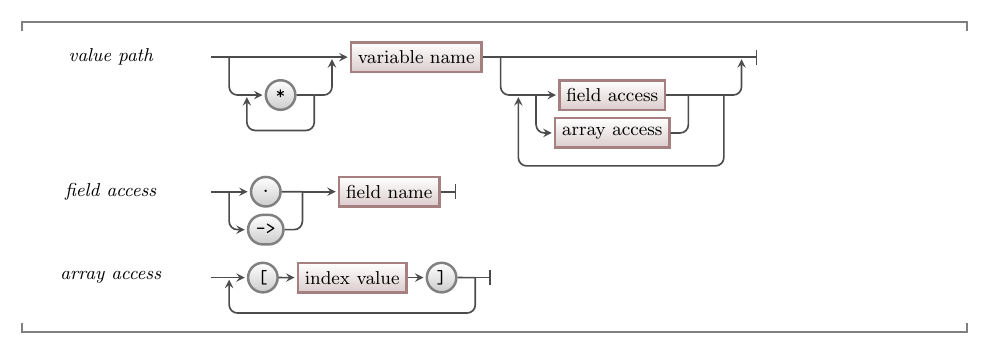 value path variable name
* field access
array access
field access . field name
->
array access [ index value ]